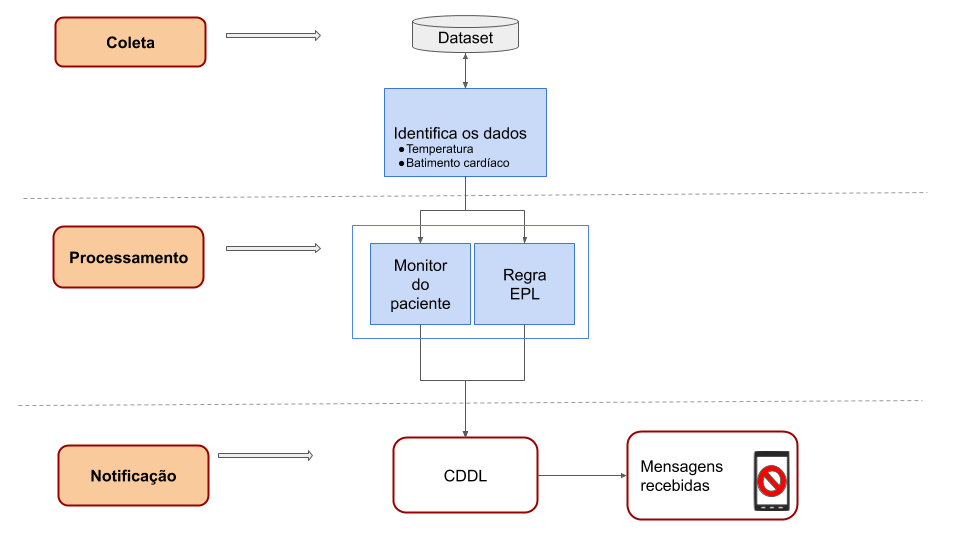 Coleta
Dataset
Identifica os dados
● Temperatura
● Batimento cardíaco
Processamento
Monitor
do
paciente
Regra
EPL
Notificação
CDDL
Mensagens
recebidas